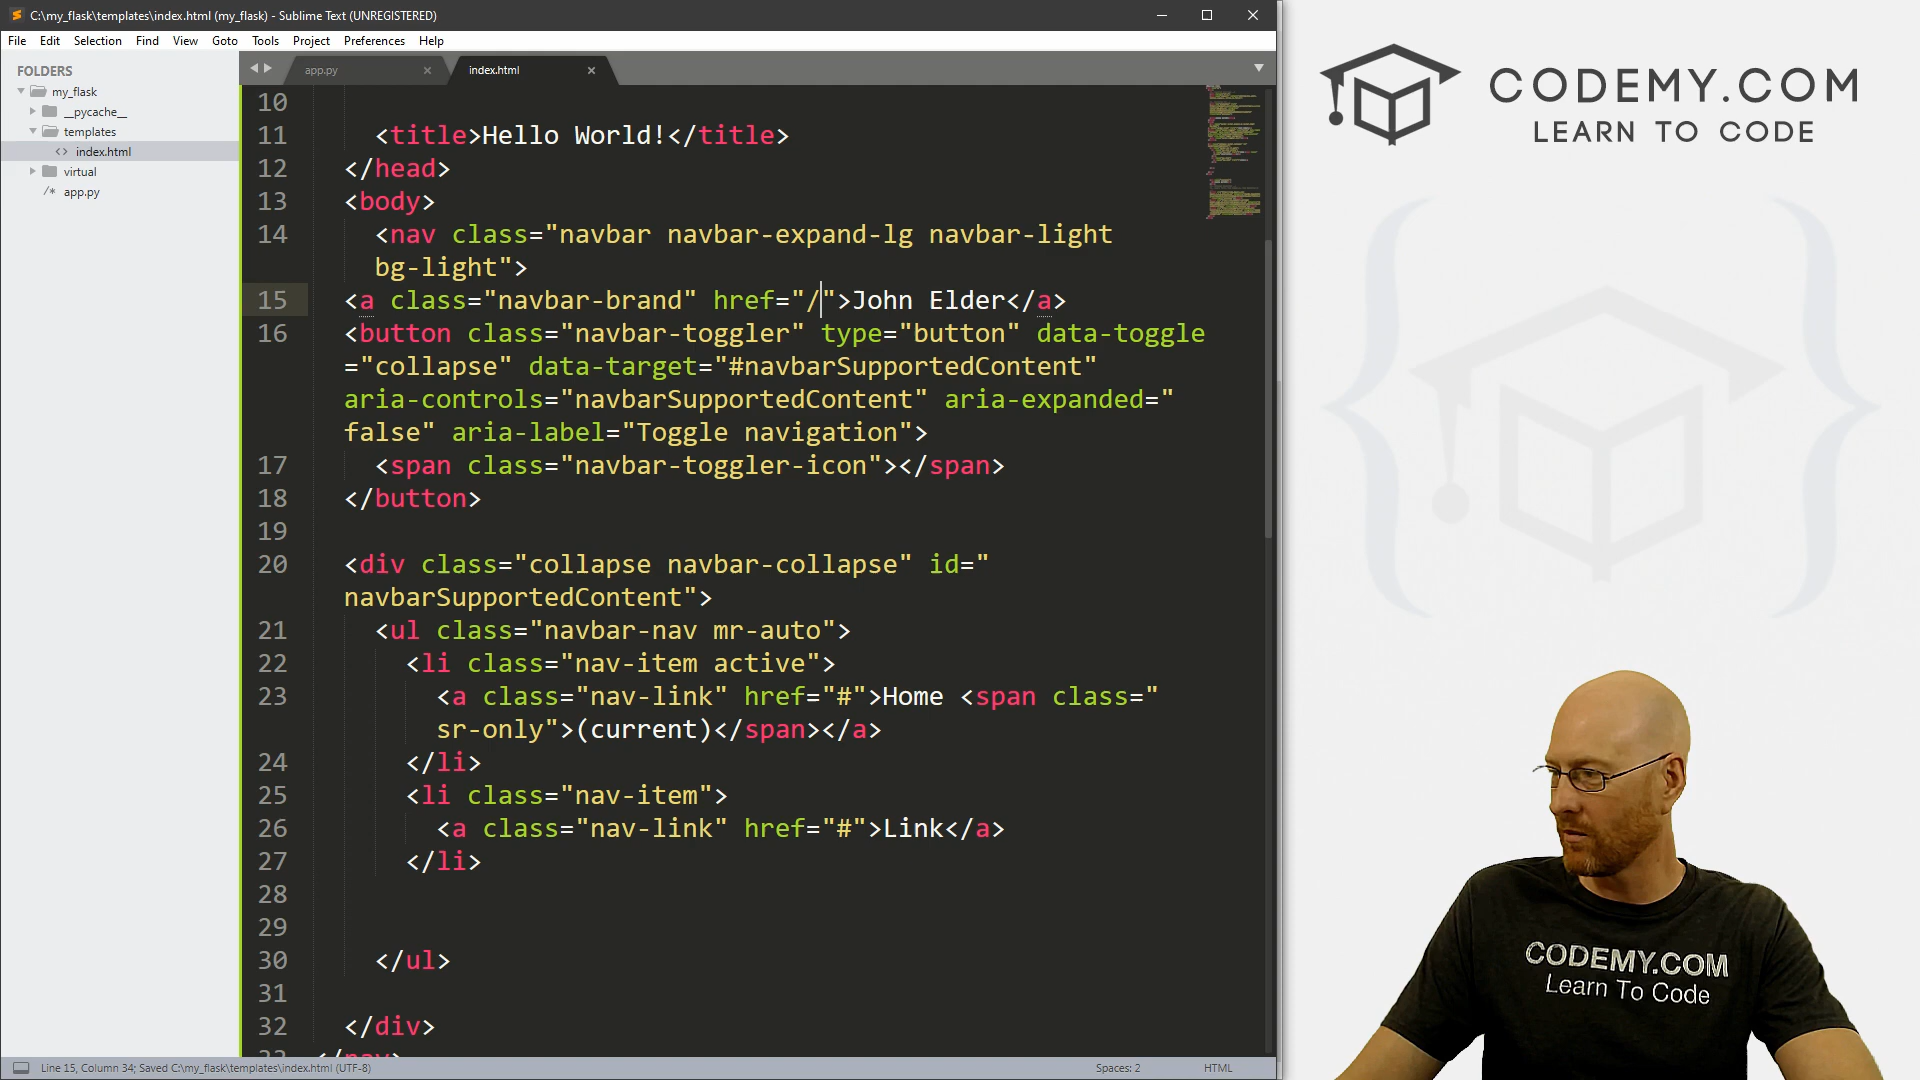 C:\my_flask\templates\index.html (my_flask) - Sublime Text (UNREGISTERED)
File Edit Selection Find View Goto Tools Project Preferences Help
FOLDERS
my_flask
__pycache__
templates
<> index.html
virtual
/* app.py
app.py
index.html
10
11 <title>Hello World!</title>
12 </head>
13 <body>
14 <nav class="navbar navbar-expand-lg navbar-light
bg-light">
15 <a class="navbar-brand" href="/">John Elder</a>
16 <button class="navbar-toggler" type="button" data-toggle
="collapse" data-target="#navbarSupportedContent"
aria-controls="navbarSupportedContent" aria-expanded="
false" aria-label="Toggle navigation">
17 <span class="navbar-toggler-icon"></span>
18 </button>
19
20 <div class="collapse navbar-collapse" id="
navbarSupportedContent">
21 <ul class="navbar-nav mr-auto">
22 <li class="nav-item active">
23 <a class="nav-link" href="#">Home <span class="
sr-only">(current)</span></a>
24 </li>
25 <li class="nav-item">
26 <a class="nav-link" href="#">Link</a>
27 </li>
28
29
30 </ul>
31
32 </div>
33 </nav>
Line 15, Column 34; Saved C:\my_flask\templates\index.html (UTF-8)
Spaces: 2
HTML
CODEMY.COM
LEARN TO CODE
CODEMY.COM
Learn To Code